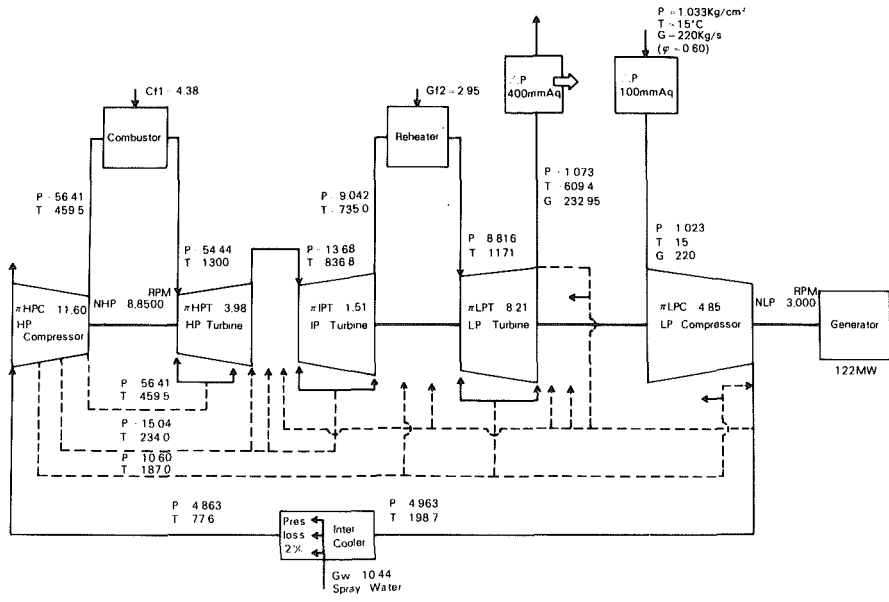 P = 1.033Kg/cm²
T = 15°C
G = 220Kg/s
(φ = 0.60)
Cf1 = 4.38
Gf2 = 2.95
Combustor
Reheater
△P
400mmAq
△P
100mmAq
P 56 41
T 459 5
P 54 44
T 1300
P 9 042
T 735 0
P 13 68
T 836 8
P 8 816
T 1171
P 1 073
T 609 4
G 232 95
P 1 023
T 15
G 220
πHPC 11.60
HP
Compressor
NHP
RPM
8,8500
πHPT 3.98
HP Turbine
πIPT 1.51
IP Turbine
πLPT 8 21
LP Turbine
πLPC 4 85
LP Compressor
NLP
RPM
3.000
Generator
122MW
P 56 41
T 459 5
P 15 04
T 234 0
P 10 60
T 187 0
P 4 863
T 77 6
P 4 963
T 198 7
Pres
loss
2 %
Inter
Cooler
Gw 10 44
Spray Water